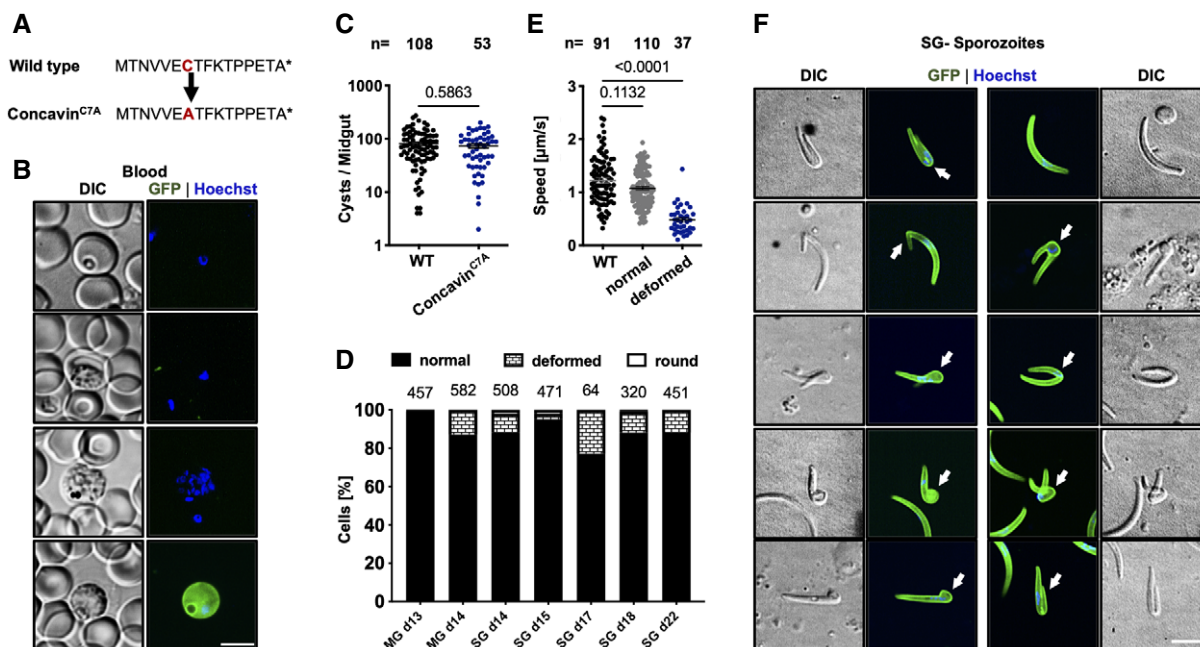 A
Wild type MTNVVECTFKTPPETA*
Concavin^C7A MTNVVEATFKTPPETA*
B
Blood
DIC GFP | Hoechst
C
n= 108 53
0.5863
Cysts / Midgut
1000
100
10
1
WT
Concavin^C7A
D
normal deformed round
457 582 508 471 64 320 451
Cells [%]
100
80
60
40
20
0
MG d13
MG d14
SG d14
SG d15
SG d17
SG d18
SG d22
E
n= 91 110 37
<0.0001
0.1132
Speed [µm/s]
3
2
1
0
WT
normal
deformed
F
SG- Sporozoites
DIC GFP | Hoechst DIC